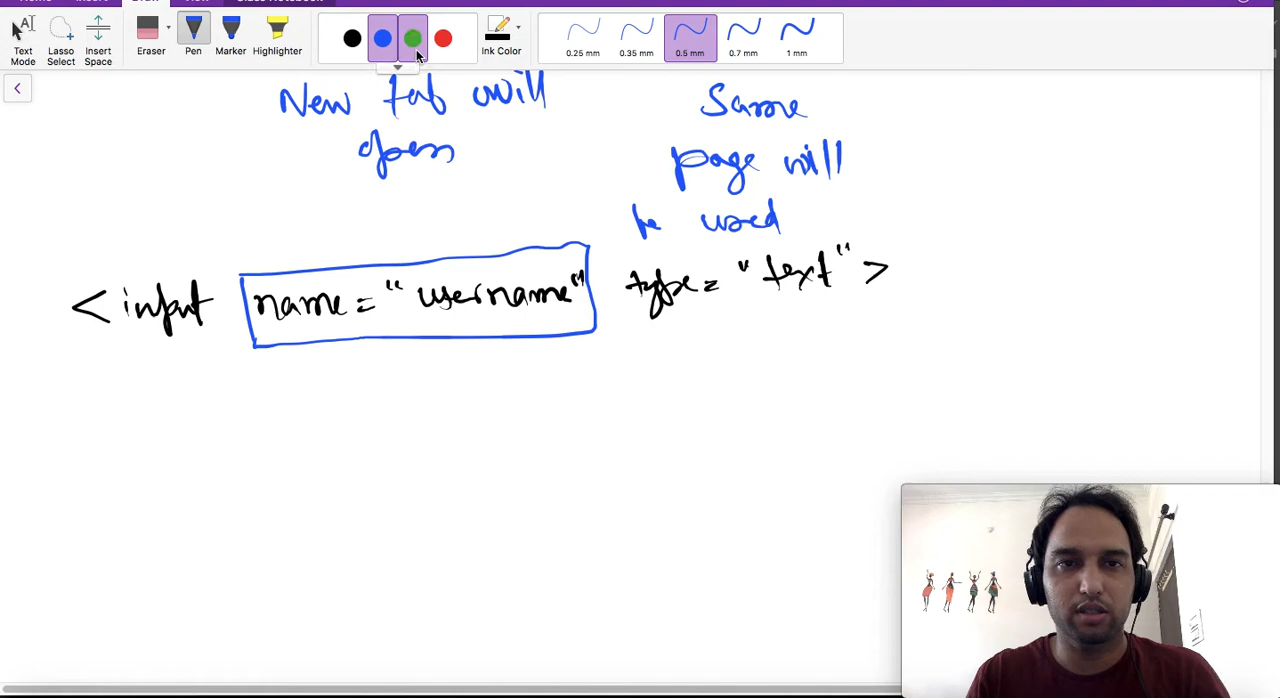 Text Mode
Lasso Select
Insert Space
Eraser
Pen
Marker
Highlighter
Ink Color
0.25 mm
0.35 mm
0.5 mm
0.7 mm
1 mm
New tab will
open
Same
page will
be used
<input name="username" type="text">